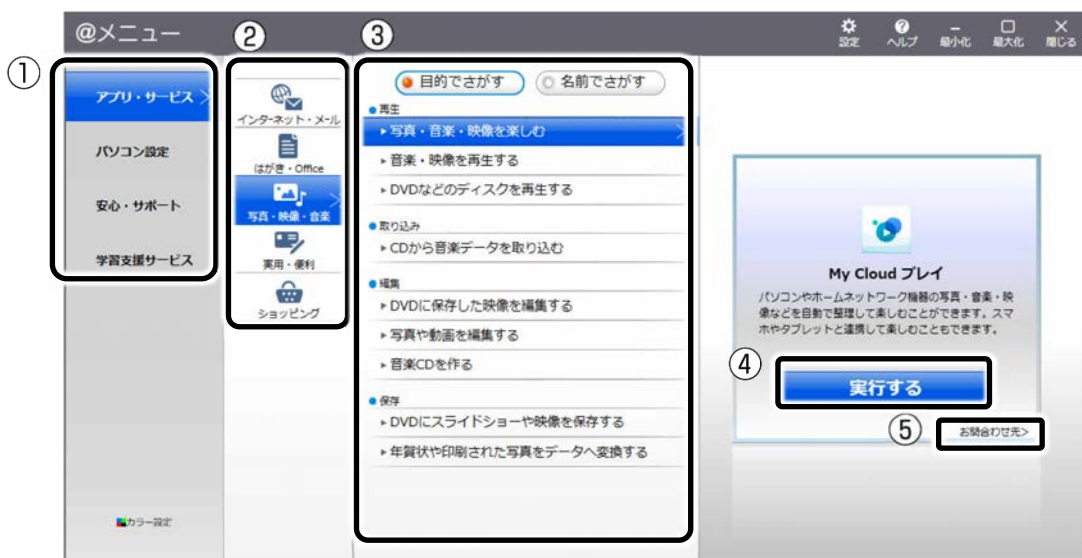 @メニュー
設定
ヘルプ
最小化
最大化
閉じる
①
アプリ・サービス
パソコン設定
安心・サポート
学習支援サービス
カラー設定
②
インターネット・メール
はがき・Office
写真・映像・音楽
実用・便利
ショッピング
③
目的でさがす
名前でさがす
再生
写真・音楽・映像を楽しむ
音楽・映像を再生する
DVDなどのディスクを再生する
取り込み
CDから音楽データを取り込む
編集
DVDに保存した映像を編集する
写真や動画を編集する
音楽CDを作る
保存
DVDにスライドショーや映像を保存する
年賀状や印刷された写真をデータへ変換する
My Cloud プレイ
パソコンやホームネットワーク機器の写真・音楽・映
像などを自動で整理して楽しむことができます。スマ
ホやタブレットと連携して楽しむこともできます。
④
実行する
⑤
お問合わせ先>